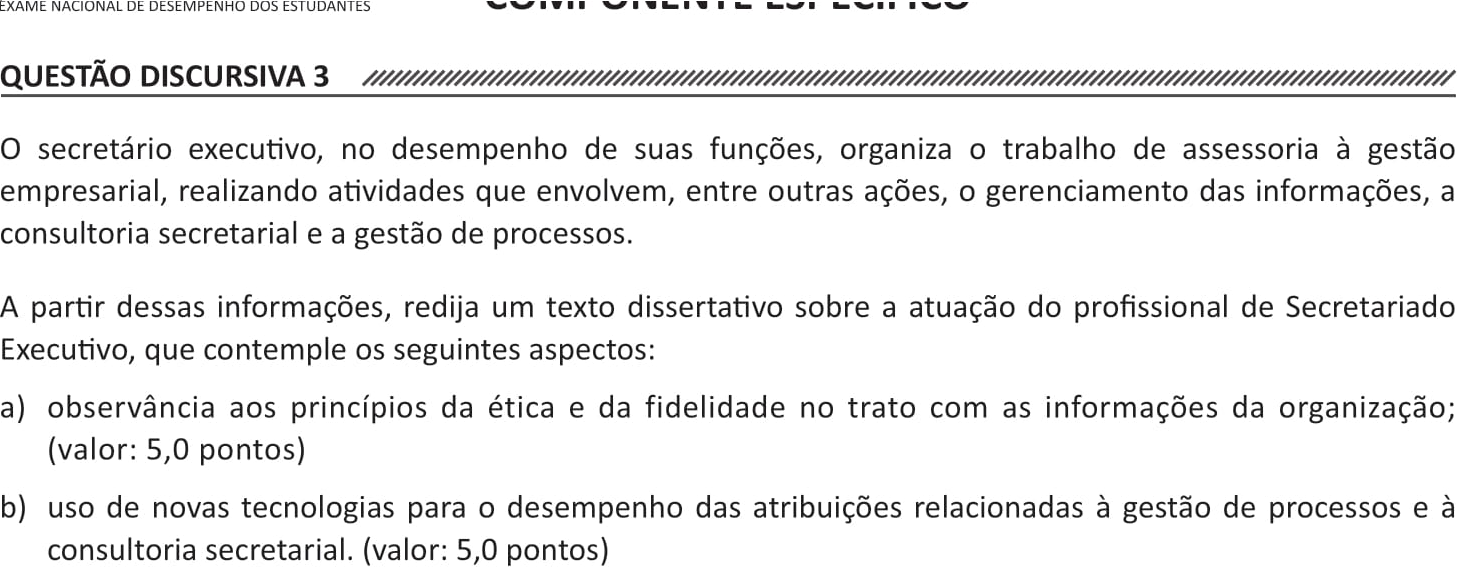 EXAME NACIONAL DE DESEMPENHO DOS ESTUDANTES
QUESTÃO DISCURSIVA 3
O secretário executivo, no desempenho de suas funções, organiza o trabalho de assessoria à gestão
empresarial, realizando atividades que envolvem, entre outras ações, o gerenciamento das informações, a
consultoria secretarial e a gestão de processos.
A partir dessas informações, redija um texto dissertativo sobre a atuação do profissional de Secretariado
Executivo, que contemple os seguintes aspectos:
a) observância aos princípios da ética e da fidelidade no trato com as informações da organização;
(valor: 5,0 pontos)
b) uso de novas tecnologias para o desempenho das atribuições relacionadas à gestão de processos e à
consultoria secretarial. (valor: 5,0 pontos)